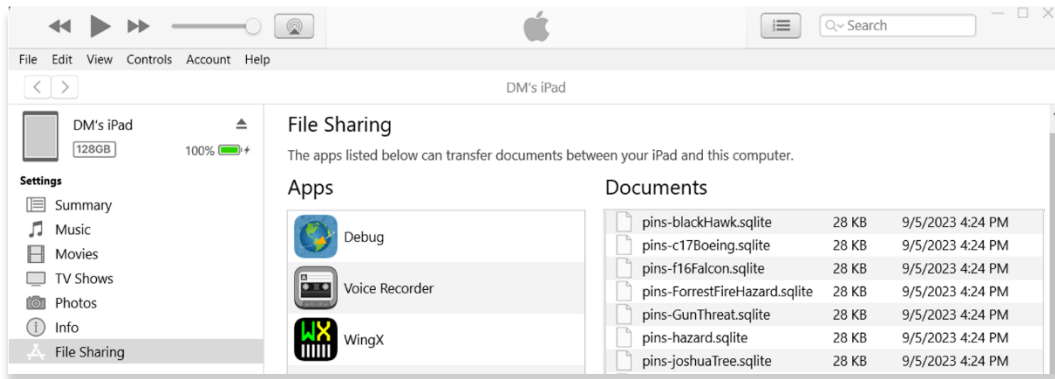 Search
File Edit View Controls Account Help
DM's iPad
DM's iPad
128GB 100%
Settings
Summary
Music
Movies
TV Shows
Photos
Info
File Sharing
File Sharing
The apps listed below can transfer documents between your iPad and this computer.
Apps
Debug
Voice Recorder
WX
WingX
Documents
pins-blackHawk.sqlite 28 KB 9/5/2023 4:24 PM
pins-c17Boeing.sqlite 28 KB 9/5/2023 4:24 PM
pins-f16Falcon.sqlite 28 KB 9/5/2023 4:24 PM
pins-ForrestFireHazard.sqlite 28 KB 9/5/2023 4:24 PM
pins-GunThreat.sqlite 28 KB 9/5/2023 4:24 PM
pins-hazard.sqlite 28 KB 9/5/2023 4:24 PM
pins-joshuaTree.sqlite 28 KB 9/5/2023 4:24 PM